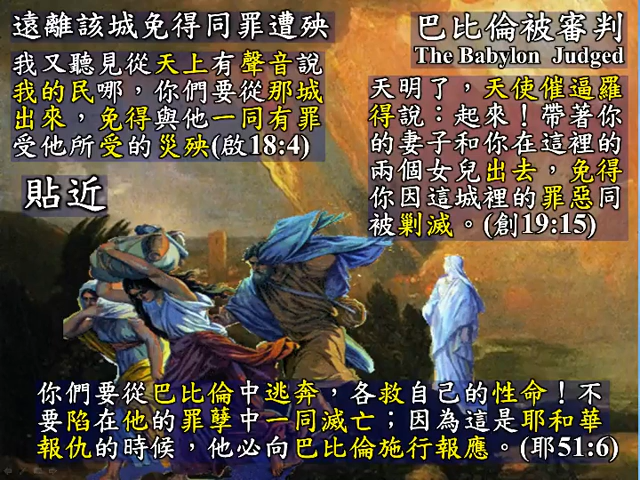 遠離該城免得同罪遭殃
我又聽見從天上有聲音說
我的民哪，你們要從那城
出來，免得與他一同有罪
受他所受的災殃(啟18:4)
貼近
巴比倫被審判
The Babylon Judged
天明了，天使催逼羅
得說：起來！帶著你
的妻子和你在這裡的
兩個女兒出去，免得
你因這城裡的罪惡同
被剿滅。(創19:15)
你們要從巴比倫中逃奔，各救自己的性命！不
要陷在他的罪孽中一同滅亡；因為這是耶和華
報仇的時候，他必向巴比倫施行報應。(耶51:6)